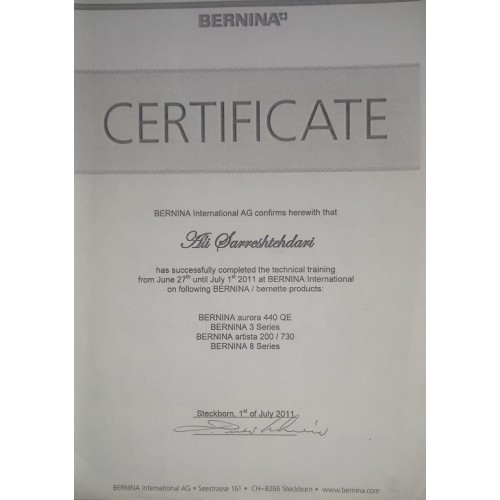 BERNINA
CERTIFICATE
BERNINA International AG confirms herewith that
Ali Sarreshtehdari
has successfully completed the technical training
from June 27th until July 1st 2011 at BERNINA International
on following BERNINA / bernette products:
BERNINA aurora 440 QE
BERNINA 3 Series
BERNINA artista 200 / 730
BERNINA 8 Series
Steckborn, 1st of July 2011
BERNINA International AG • Seestrasse 161 • CH–8266 Steckborn • www.bernina.com